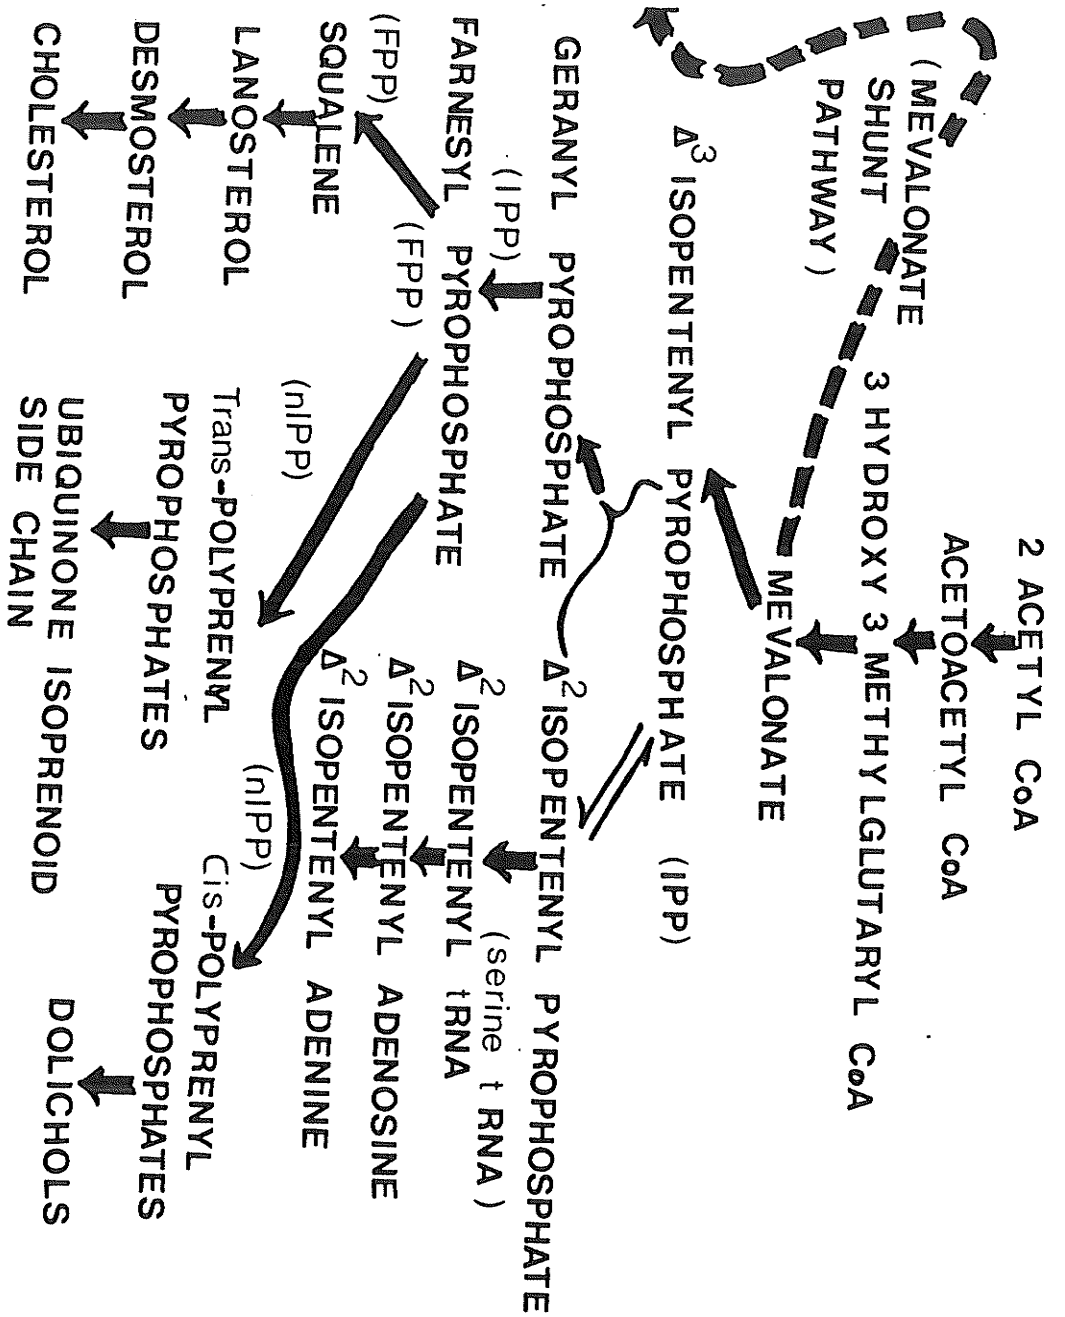 2 ACETYL CoA
ACETOACETYL CoA
3 HYDROXY 3 METHYLGLUTARYL CoA
(MEVALONATE
SHUNT
PATHWAY)
MEVALONATE
Δ3 ISOPENTENYL PYROPHOSPHATE (IPP)
GERANYL PYROPHOSPHATE
Δ2 ISOPENTENYL PYROPHOSPHATE
(IPP)
(serine t RNA)
FARNESYL PYROPHOSPHATE
Δ2 ISOPENTENYL tRNA
(FPP)
(FPP)
Δ2 ISOPENTENYL ADENOSINE
SQUALENE
(nIPP)
Δ2 ISOPENTENYL ADENINE
LANOSTEROL
(nIPP)
Trans-POLYPRENYL
PYROPHOSPHATES
Cis-POLYPRENYL
PYROPHOSPHATES
DESMOSTEROL
CHOLESTEROL
UBIQUINONE ISOPRENOID
SIDE CHAIN
DOLICHOLS